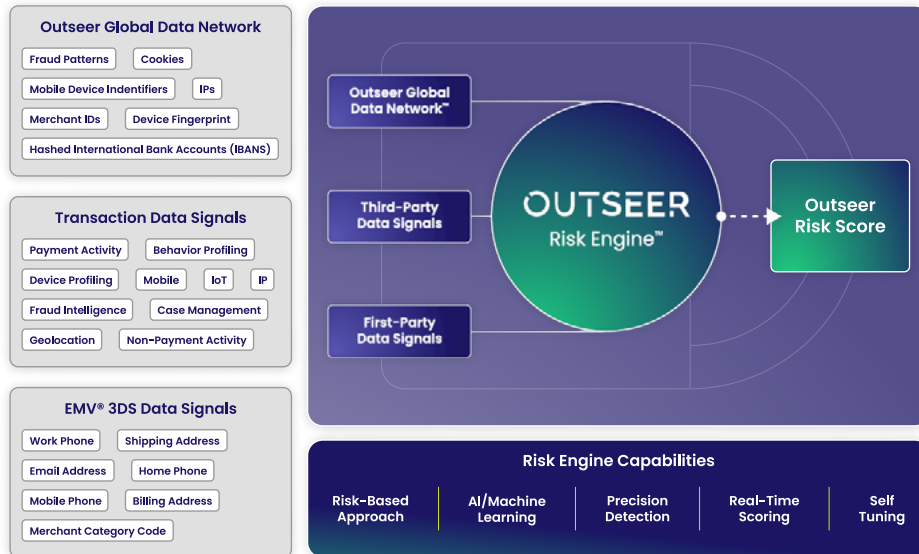 Outseer Global Data Network
Fraud Patterns
Cookies
Mobile Device Indentifiers
IPs
Merchant IDs
Device Fingerprint
Hashed International Bank Accounts (IBANS)
Transaction Data Signals
Payment Activity
Behavior Profiling
Device Profiling
Mobile
IoT
IP
Fraud Intelligence
Case Management
Geolocation
Non-Payment Activity
EMV® 3DS Data Signals
Work Phone
Shipping Address
Email Address
Home Phone
Mobile Phone
Billing Address
Merchant Category Code
Outseer Global
Data Network™
Third-Party
Data Signals
First-Party
Data Signals
OUTSEER
Risk Engine™
Outseer
Risk Score
Risk Engine Capabilities
Risk-Based
Approach
AI/Machine
Learning
Precision
Detection
Real-Time
Scoring
Self
Tuning